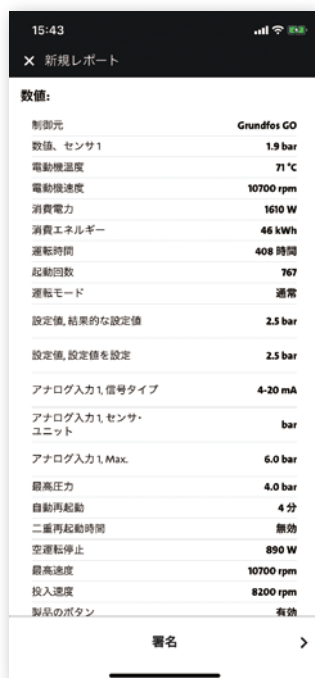 15:43
× 新規レポート
数値:
制御元 Grundfos GO
数値、センサ1 1.9 bar
電動機温度 71 °C
電動機速度 10700 rpm
消費電力 1610 W
消費エネルギー 46 kWh
運転時間 408 時間
起動回数 767
運転モード 通常
設定値, 結果的な設定値 2.5 bar
設定値, 設定値を設定 2.5 bar
アナログ入力1, 信号タイプ 4-20 mA
アナログ入力1, センサ・
ユニット bar
アナログ入力1, Max. 6.0 bar
最高圧力 4.0 bar
自動再起動 4 分
二重再起動時間 無効
空運転停止 890 W
最高速度 10700 rpm
投入速度 8200 rpm
製品のボタン 有効
署名